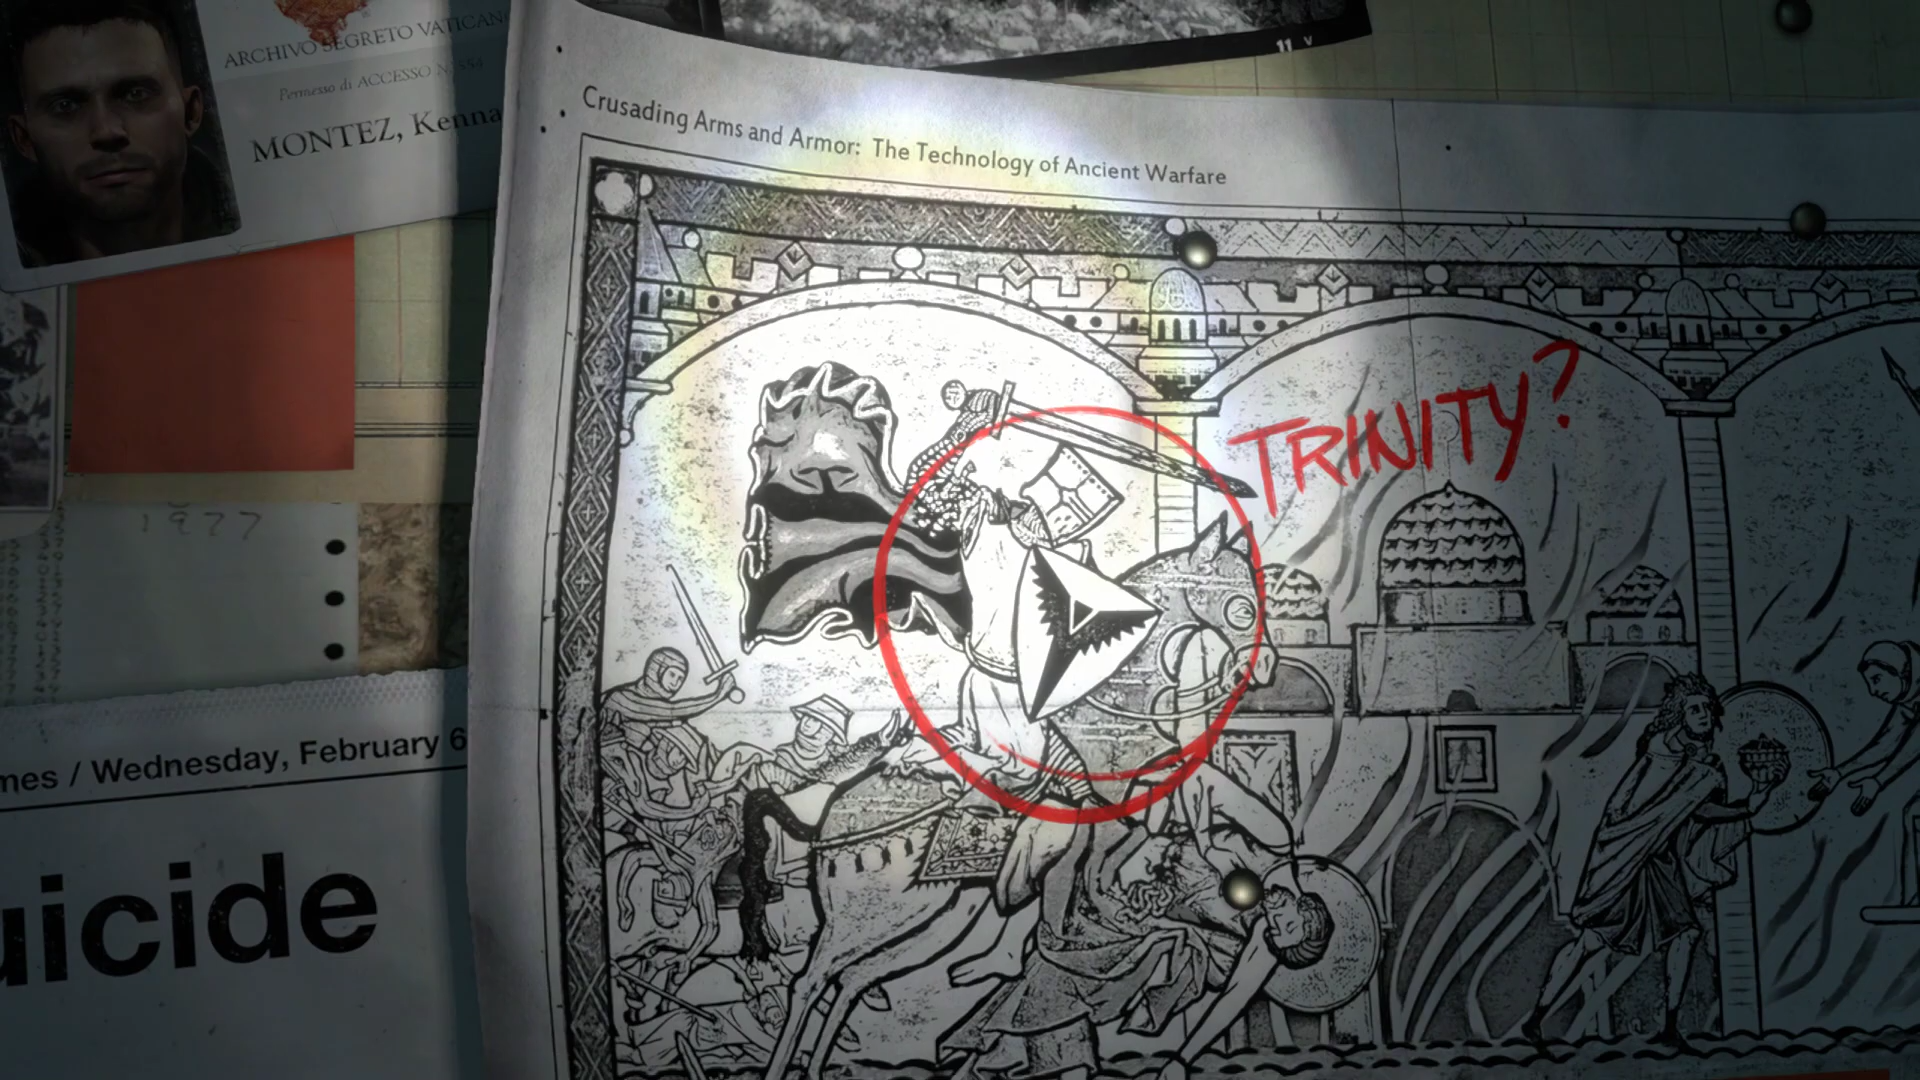 ARCHIVO SEGRETO VATICANO
Permesso di ACCESSO N
MONTEZ, Kenna
11
Crusading Arms and Armor: The Technology of Ancient Warfare
TRINITY?
1977
mes / Wednesday, February 6
uicide